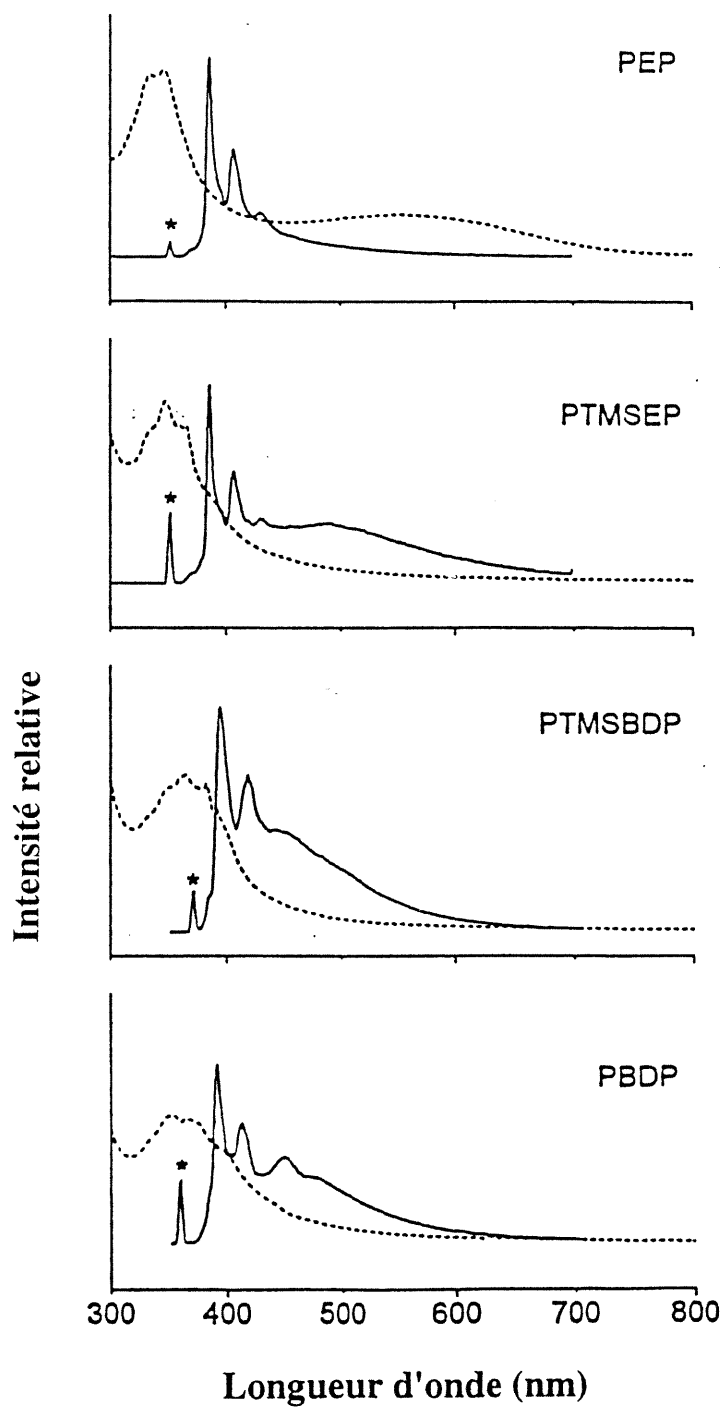 PEP
*
PTMSEP
*
PTMSBDP
*
PBDP
*
Intensité relative
300 400 500 600 700 800
Longueur d'onde (nm)